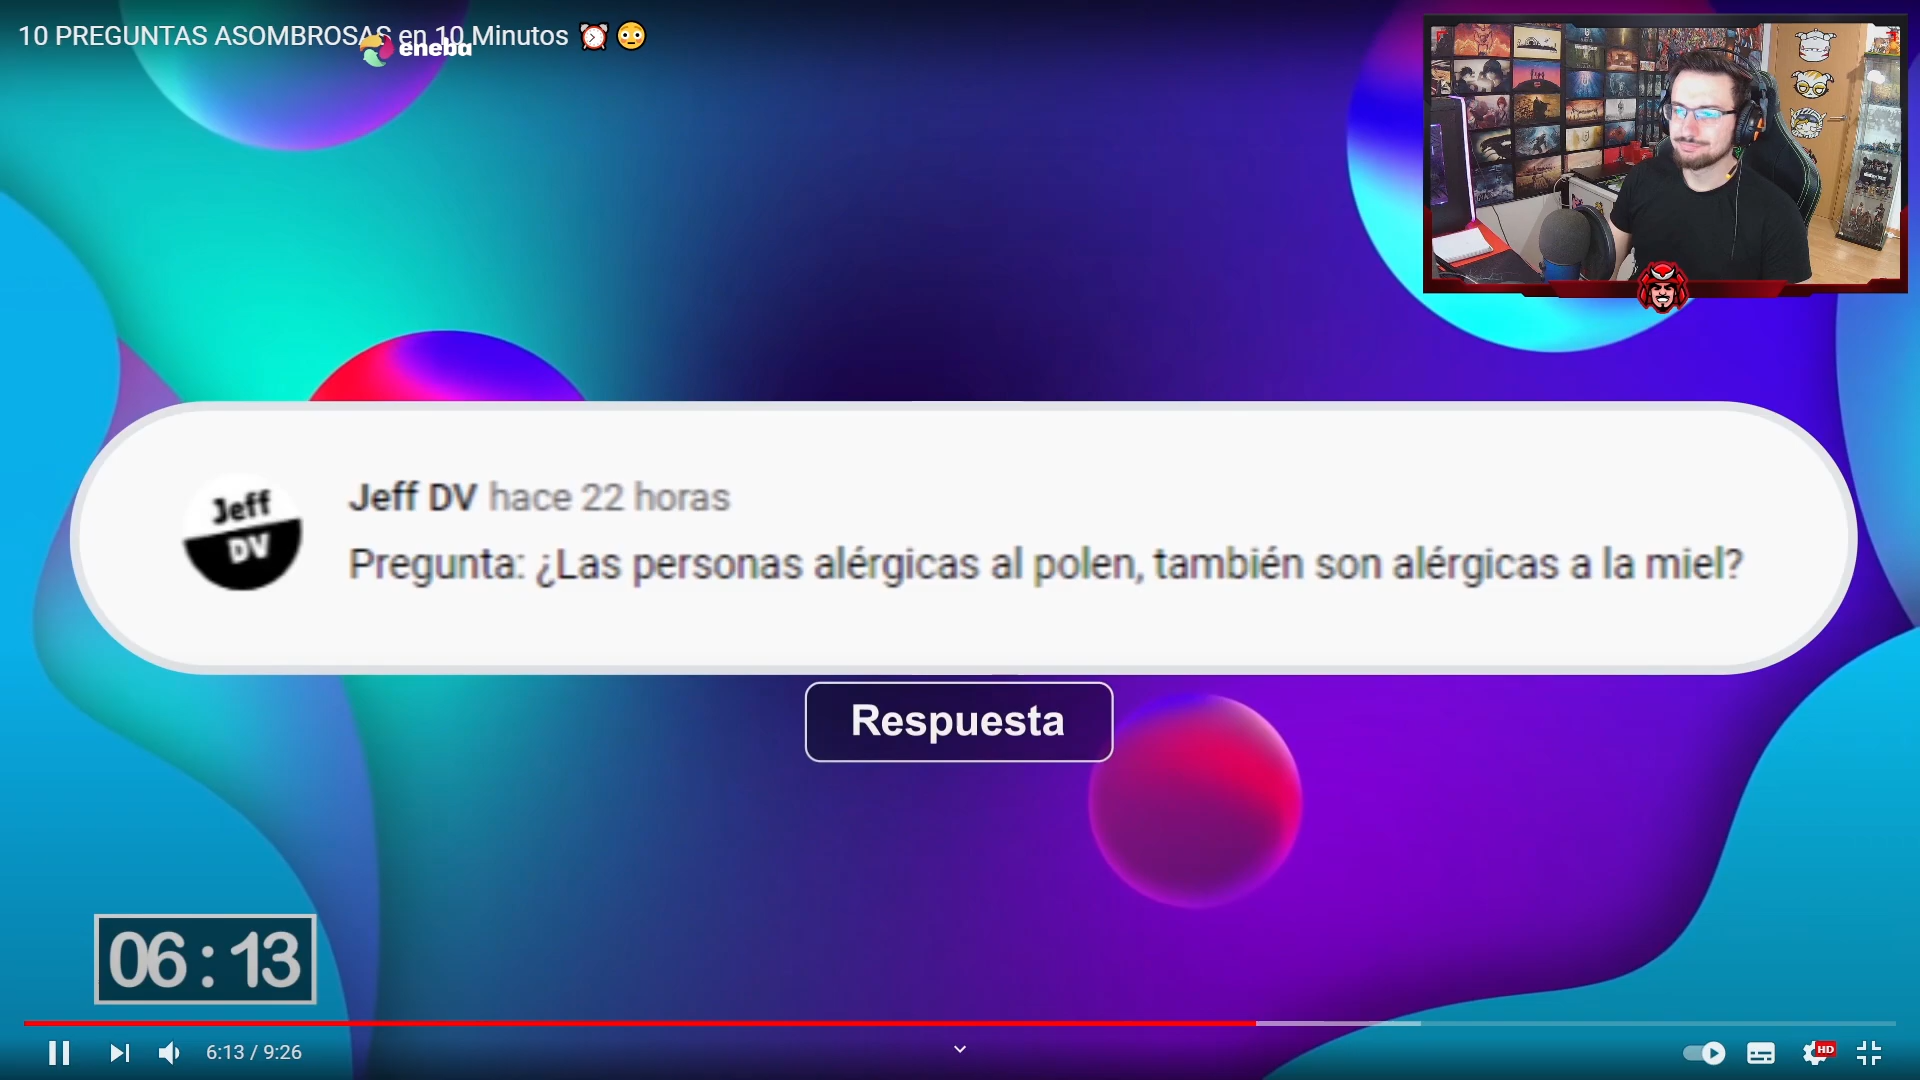 10 PREGUNTAS ASOMBROSAS en 10 Minutos ⏰😳
eneba
Jeff DV hace 22 horas
Jeff
DV
Pregunta: ¿Las personas alérgicas al polen, también son alérgicas a la miel?
Respuesta
06:13
6:13 / 9:26
HD